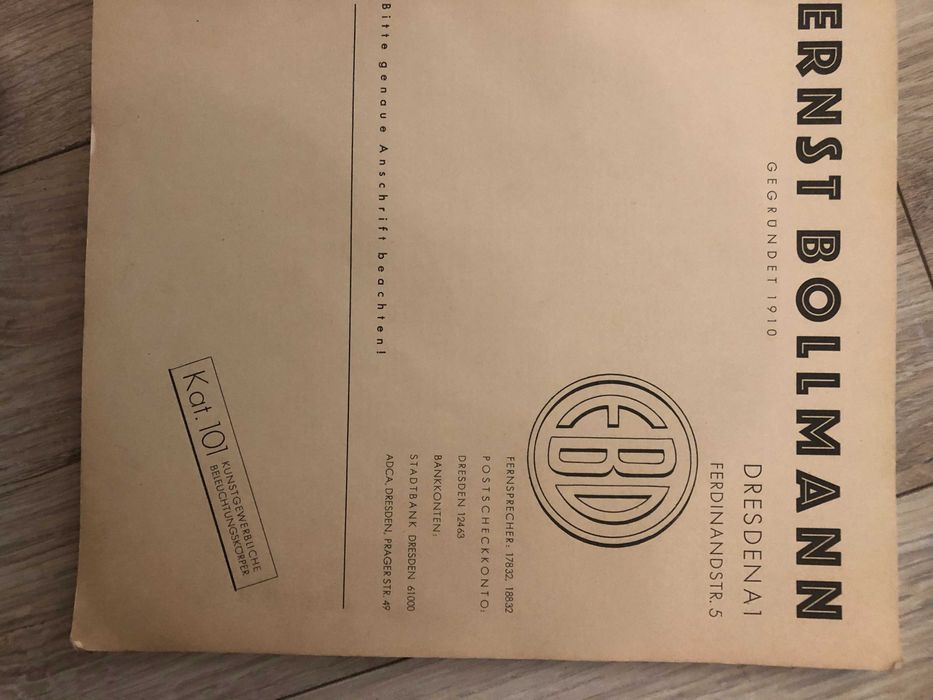 ERNST BOLLMANN
GEGRÜNDET 1910
DRESDEN A 1
FERDINANDSTR. 5
EBD
FERNSPRECHER: 17832, 18832
POSTSCHECKKONTO:
DRESDEN 12463
BANKKONTEN:
STADTBANK DRESDEN 61000
ADCA, DRESDEN, PRAGER STR. 49
Bitte genaue Anschrift beachten!
Kat. 101
KUNSTGEWERBLICHE
BELEUCHTUNGSKÖRPER